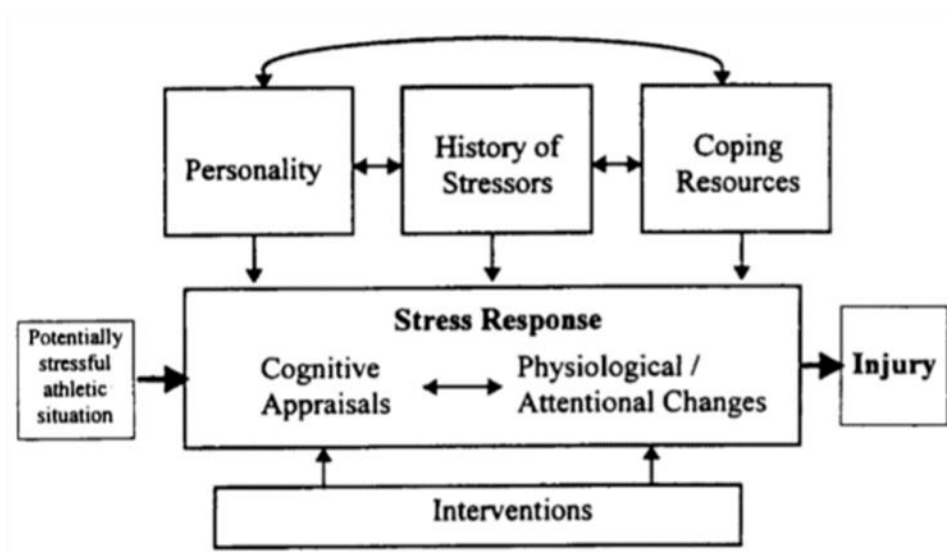 Personality
History of
Stressors
Coping
Resources
Potentially
stressful
athletic
situation
Stress Response
Cognitive
Appraisals
Physiological /
Attentional Changes
Injury
Interventions